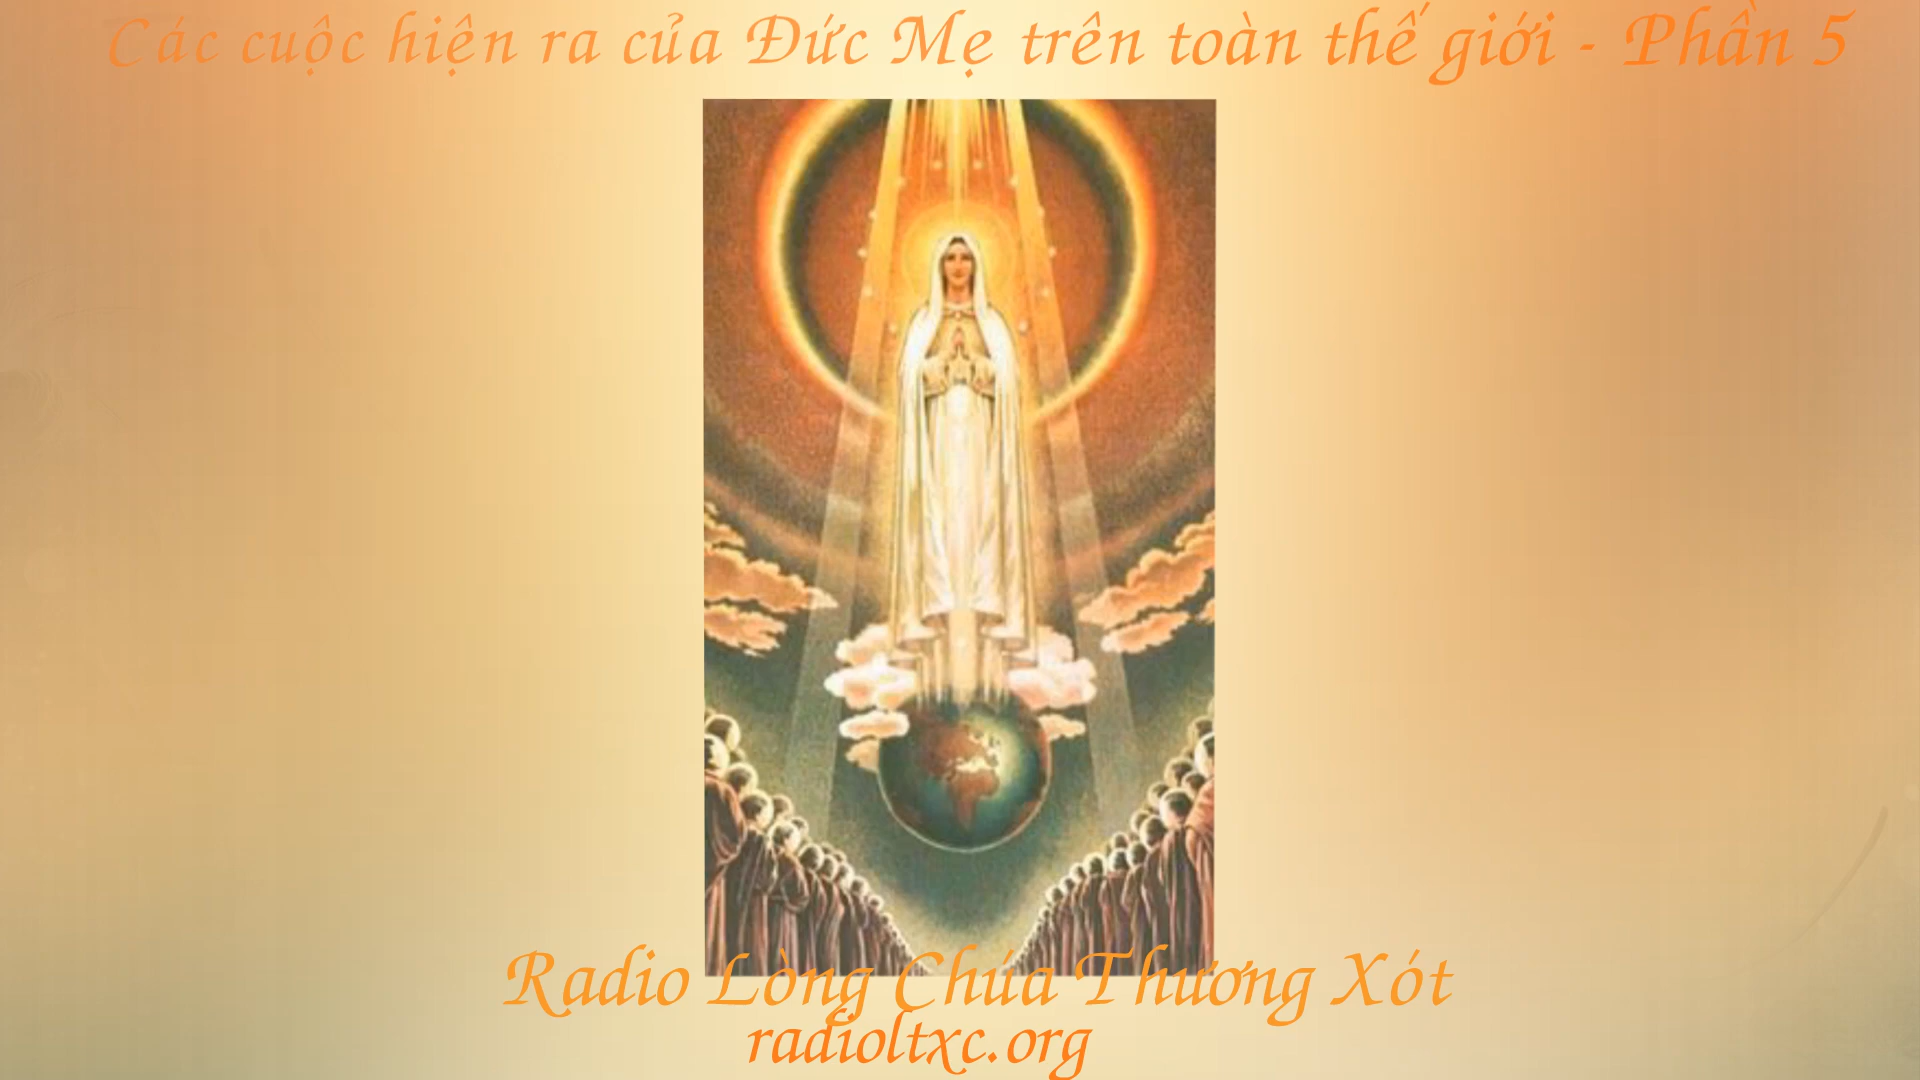 Các cuộc hiện ra của Đức Mẹ trên toàn thế giới - Phần 5
Radio Lòng Chúa Thương Xót
radioltxc.org